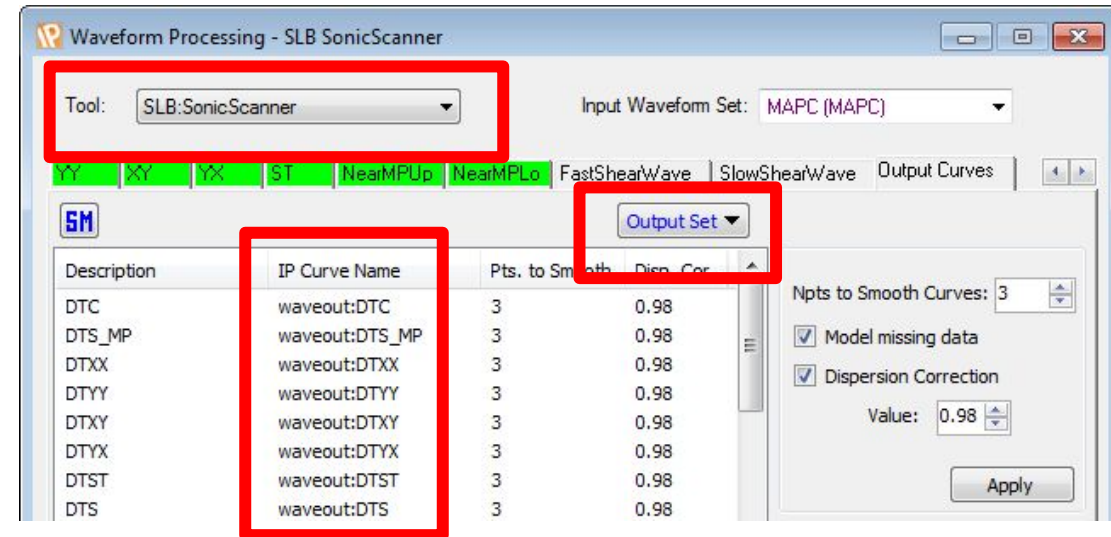 Waveform Processing - SLB SonicScanner
Tool: SLB:SonicScanner Input Waveform Set: MAPC (MAPC)
YY XY YX ST NearMPUp NearMPLo FastShearWave SlowShearWave Output Curves
SM Output Set
Description IP Curve Name Pts. to Smooth Disp. Cor
DTC waveout:DTC 3 0.98
DTS_MP waveout:DTS_MP 3 0.98
DTXX waveout:DTXX 3 0.98
DTYY waveout:DTYY 3 0.98
DTXY waveout:DTXY 3 0.98
DTYX waveout:DTYX 3 0.98
DTST waveout:DTST 3 0.98
DTS waveout:DTS 3 0.98
Npts to Smooth Curves: 3
Model missing data
Dispersion Correction
Value: 0.98
Apply